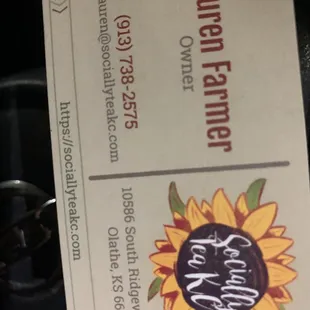 uren Farmer
Owner
(913) 738-2575
auren@sociallyteakc.com
https://sociallyteakc.com
Socially
Tea KC
10586 South Ridgev
Olathe, KS 66